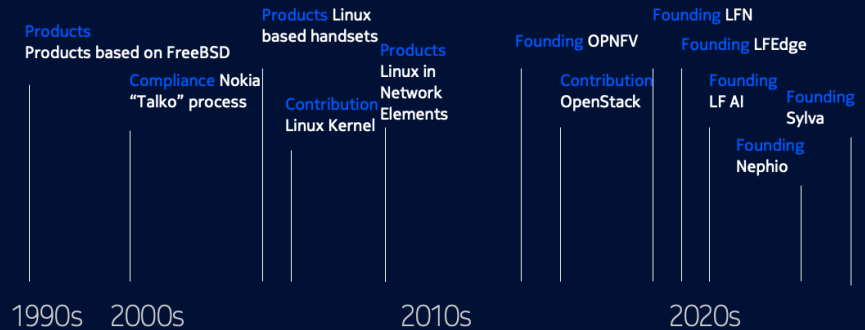 Products
Products based on FreeBSD
Compliance Nokia
“Talko” process
Products Linux
based handsets
Contribution
Linux Kernel
Products
Linux in
Network
Elements
Founding OPNFV
Contribution
OpenStack
Founding LFN
Founding LFEdge
Founding
LF AI
Founding
Nephio
Founding
Sylva
1990s
2000s
2010s
2020s